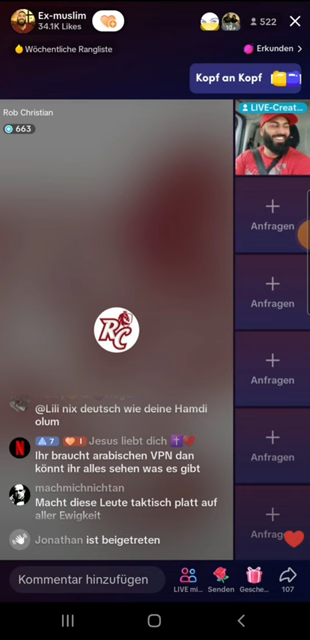 Ex-muslim
34.1K Likes
522
Wöchentliche Rangliste
Erkunden
Kopf an Kopf
Rob Christian
663
LIVE-Creat...
RC
Anfragen
Anfragen
Anfragen
Anfragen
Anfragen
@Lili nix deutsch wie deine Hamdi
olum
7 1 Jesus liebt dich
Ihr braucht arabischen VPN dan
könnt ihr alles sehen was es gibt
machmichnichtan
Macht diese Leute taktisch platt auf
aller Ewigkeit
Jonathan ist beigetreten
Kommentar hinzufügen
LIVE mi...
Senden
Gesche...
107